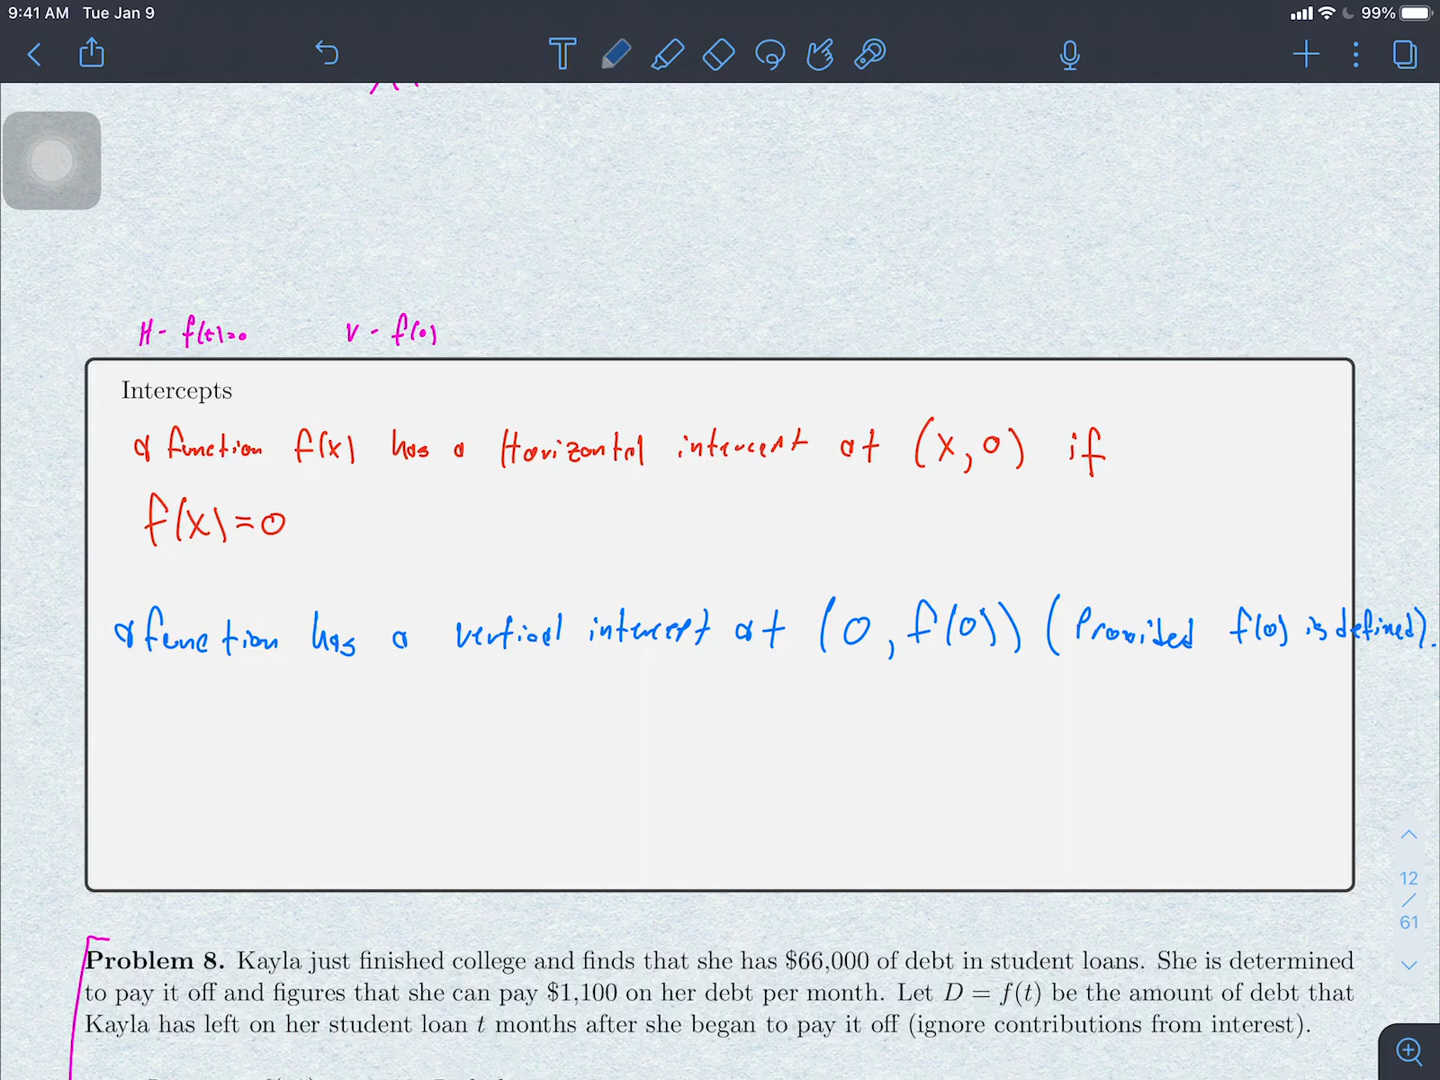 9:41 AM Tue Jan 9
99%
H - f(t)=0 V - f(0)
Intercepts
a function f(x) has a Horizontal intercept at (x,0) if
f(x)=0
a function has a vertical intercept at (0, f(0)) (Provided f(0) is defined).
12
/
61
Problem 8. Kayla just finished college and finds that she has $66,000 of debt in student loans. She is determined
to pay it off and figures that she can pay $1,100 on her debt per month. Let D = f(t) be the amount of debt that
Kayla has left on her student loan t months after she began to pay it off (ignore contributions from interest).